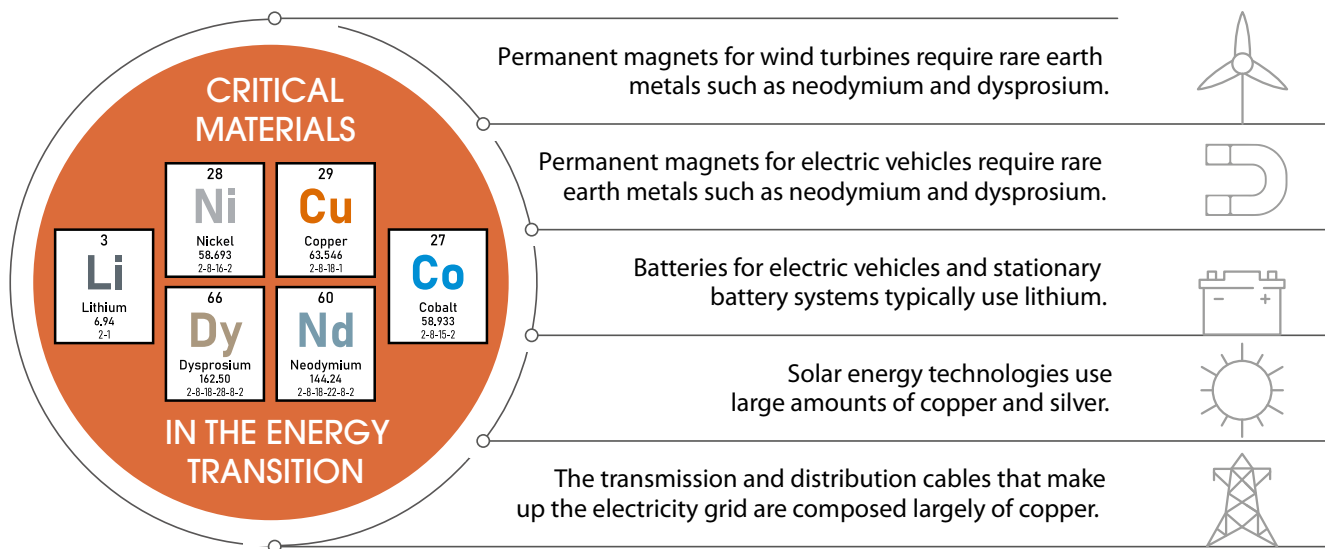 CRITICAL
MATERIALS
28
Ni
Nickel
58.693
2-8-16-2
29
Cu
Copper
63.546
2-8-18-1
3
Li
Lithium
6.94
2-1
27
Co
Cobalt
58.933
2-8-15-2
66
Dy
Dysprosium
162.50
2-8-18-28-8-2
60
Nd
Neodymium
144.24
2-8-18-22-8-2
IN THE ENERGY
TRANSITION
Permanent magnets for wind turbines require rare earth
metals such as neodymium and dysprosium.
Permanent magnets for electric vehicles require rare
earth metals such as neodymium and dysprosium.
Batteries for electric vehicles and stationary
battery systems typically use lithium.
Solar energy technologies use
large amounts of copper and silver.
The transmission and distribution cables that make
up the electricity grid are composed largely of copper.